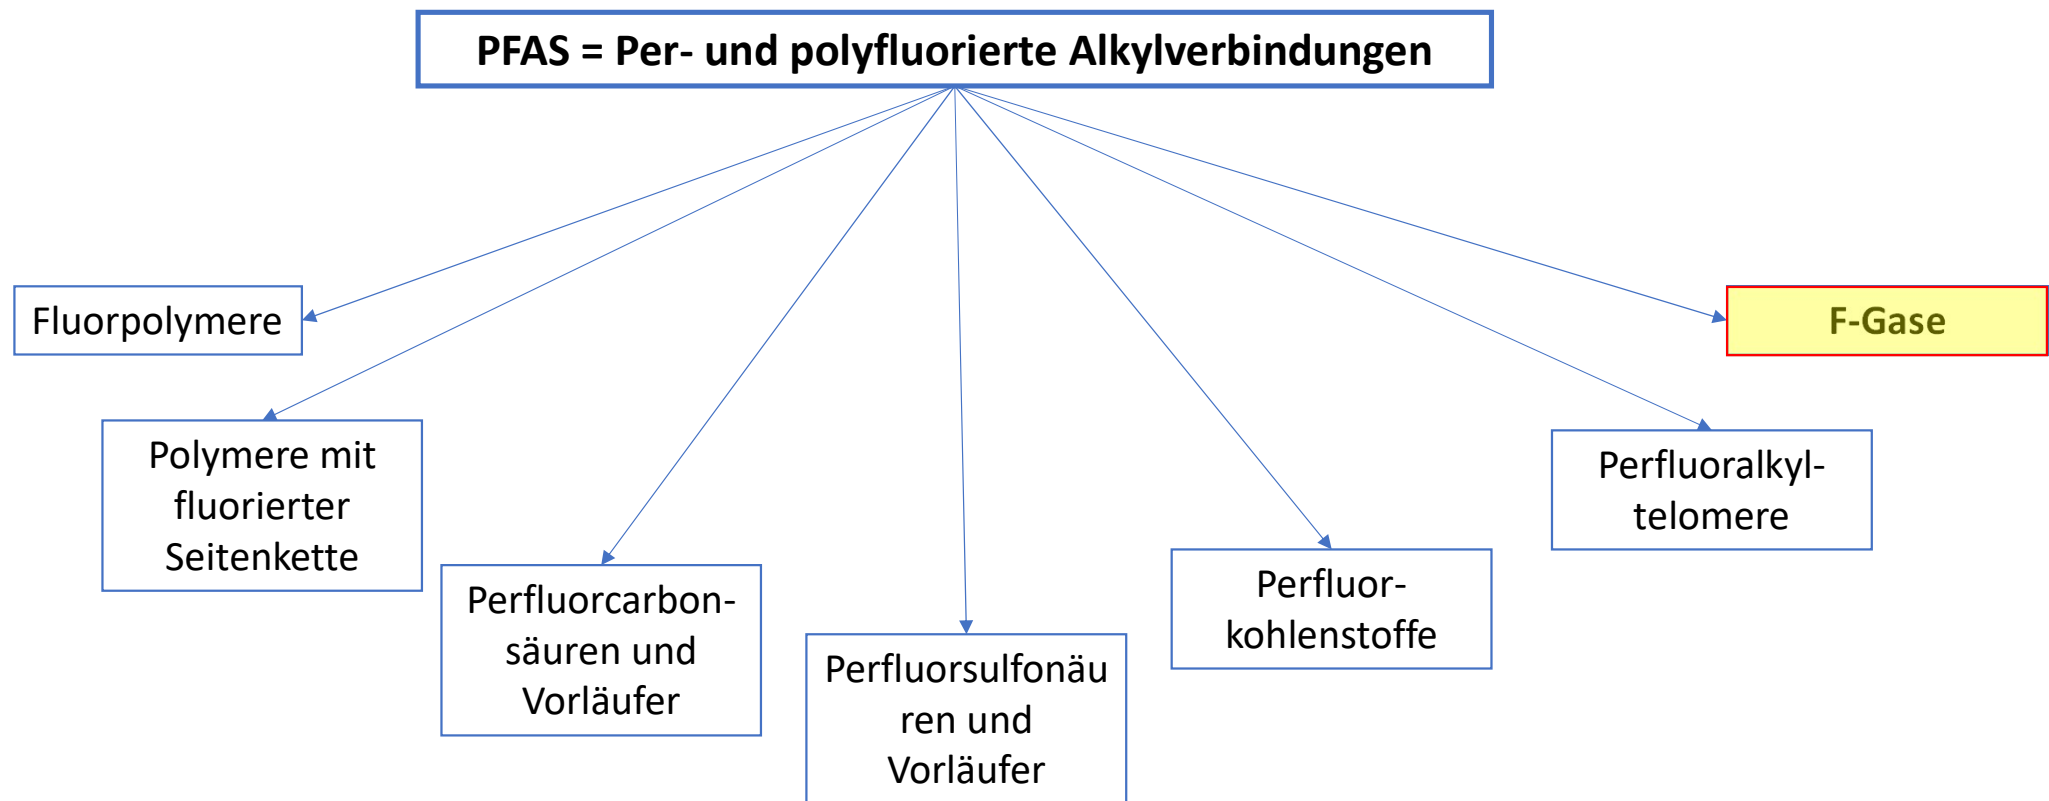 PFAS = Per- und polyfluorierte Alkylverbindungen
Fluorpolymere
F-Gase
Polymere mit
fluorierter
Seitenkette
Perfluoralkyl-
telomere
Perfluorcarbon-
säuren und
Vorläufer
Perfluor-
kohlenstoffe
Perfluorsulfonäu
ren und
Vorläufer